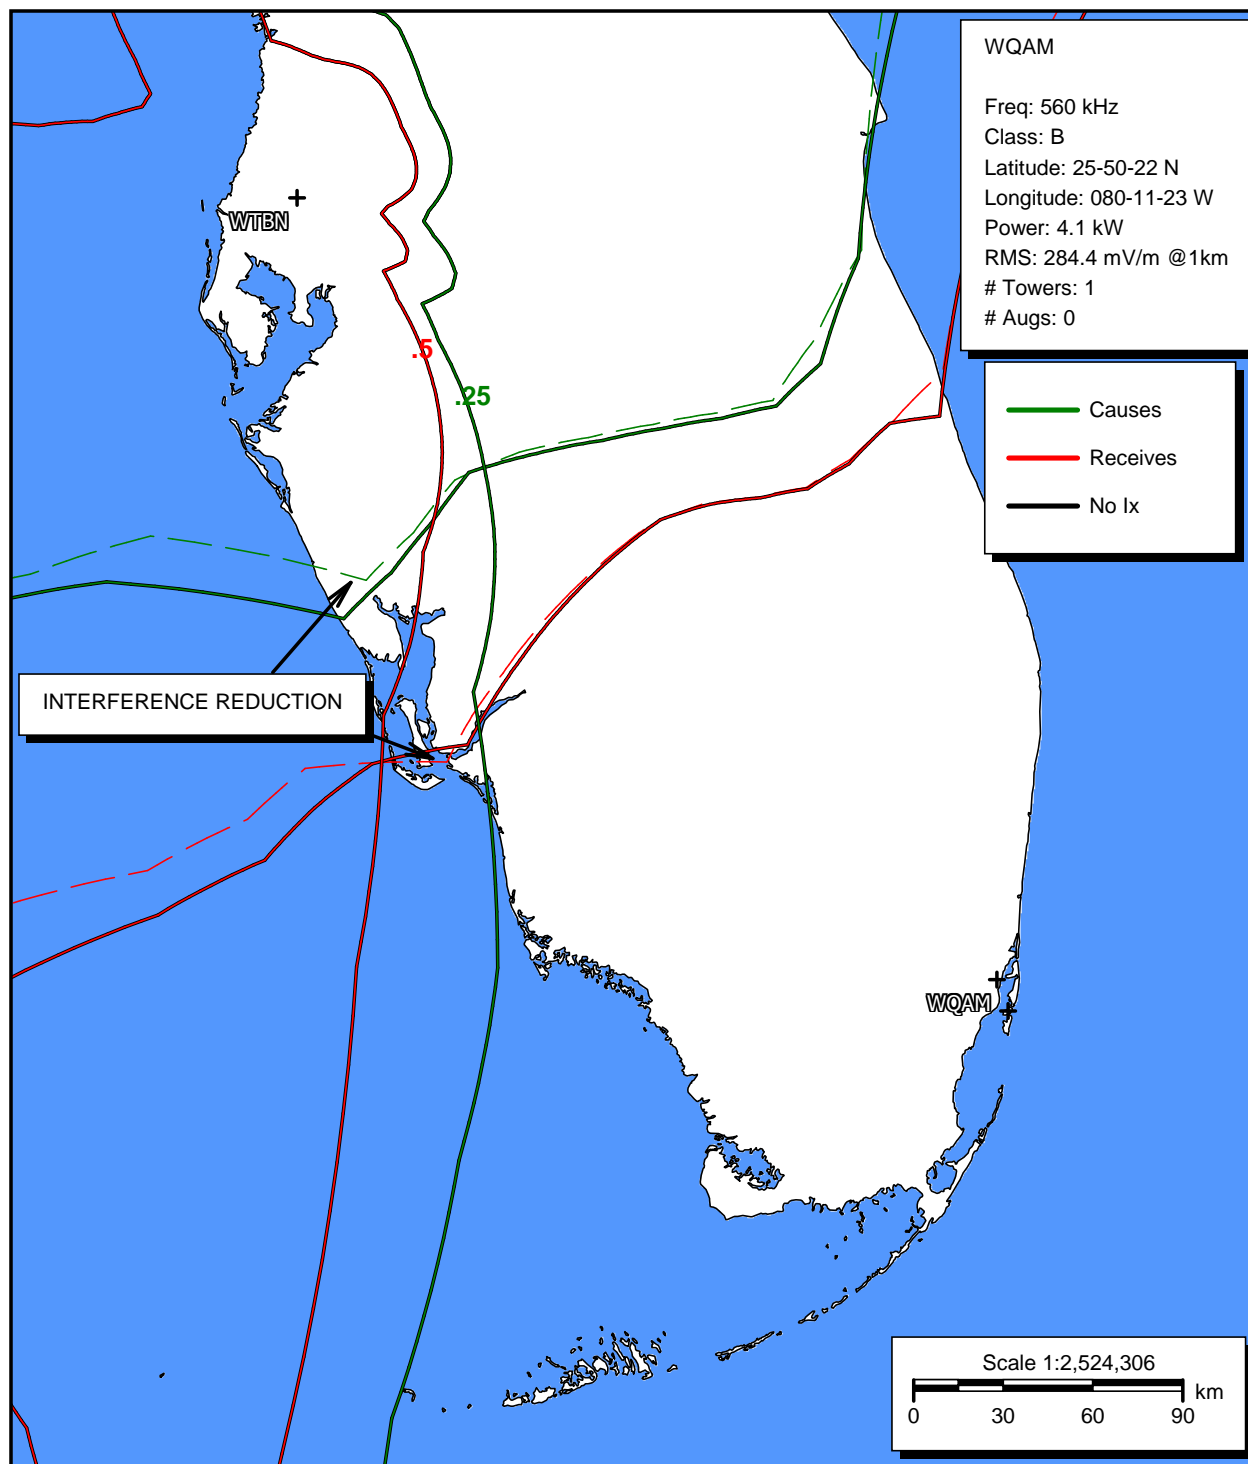 WQAM
Freq: 560 kHz
Class: B
Latitude: 25-50-22 N
Longitude: 080-11-23 W
Power: 4.1 kW
RMS: 284.4 mV/m @1km
# Towers: 1
# Augs: 0
WTBN
.5
.25
Causes
Receives
No Ix
INTERFERENCE REDUCTION
WQAM
Scale 1:2,524,306
km
0 30 60 90